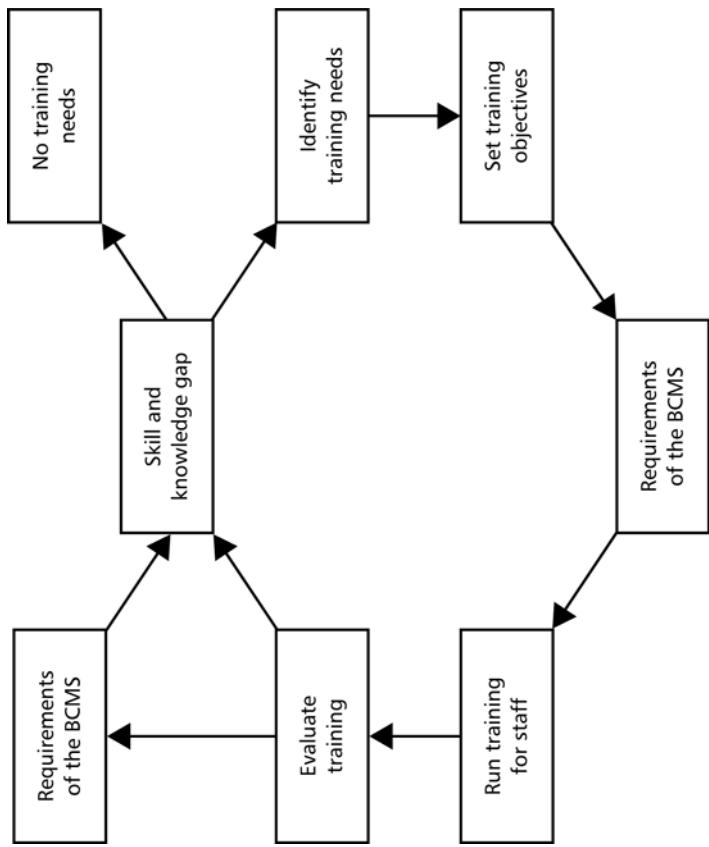 Requirements
of the BCMS
Evaluate
training
Run training
for staff
Skill and
knowledge gap
Requirements
of the BCMS
No training
needs
Identify
training needs
Set training
objectives